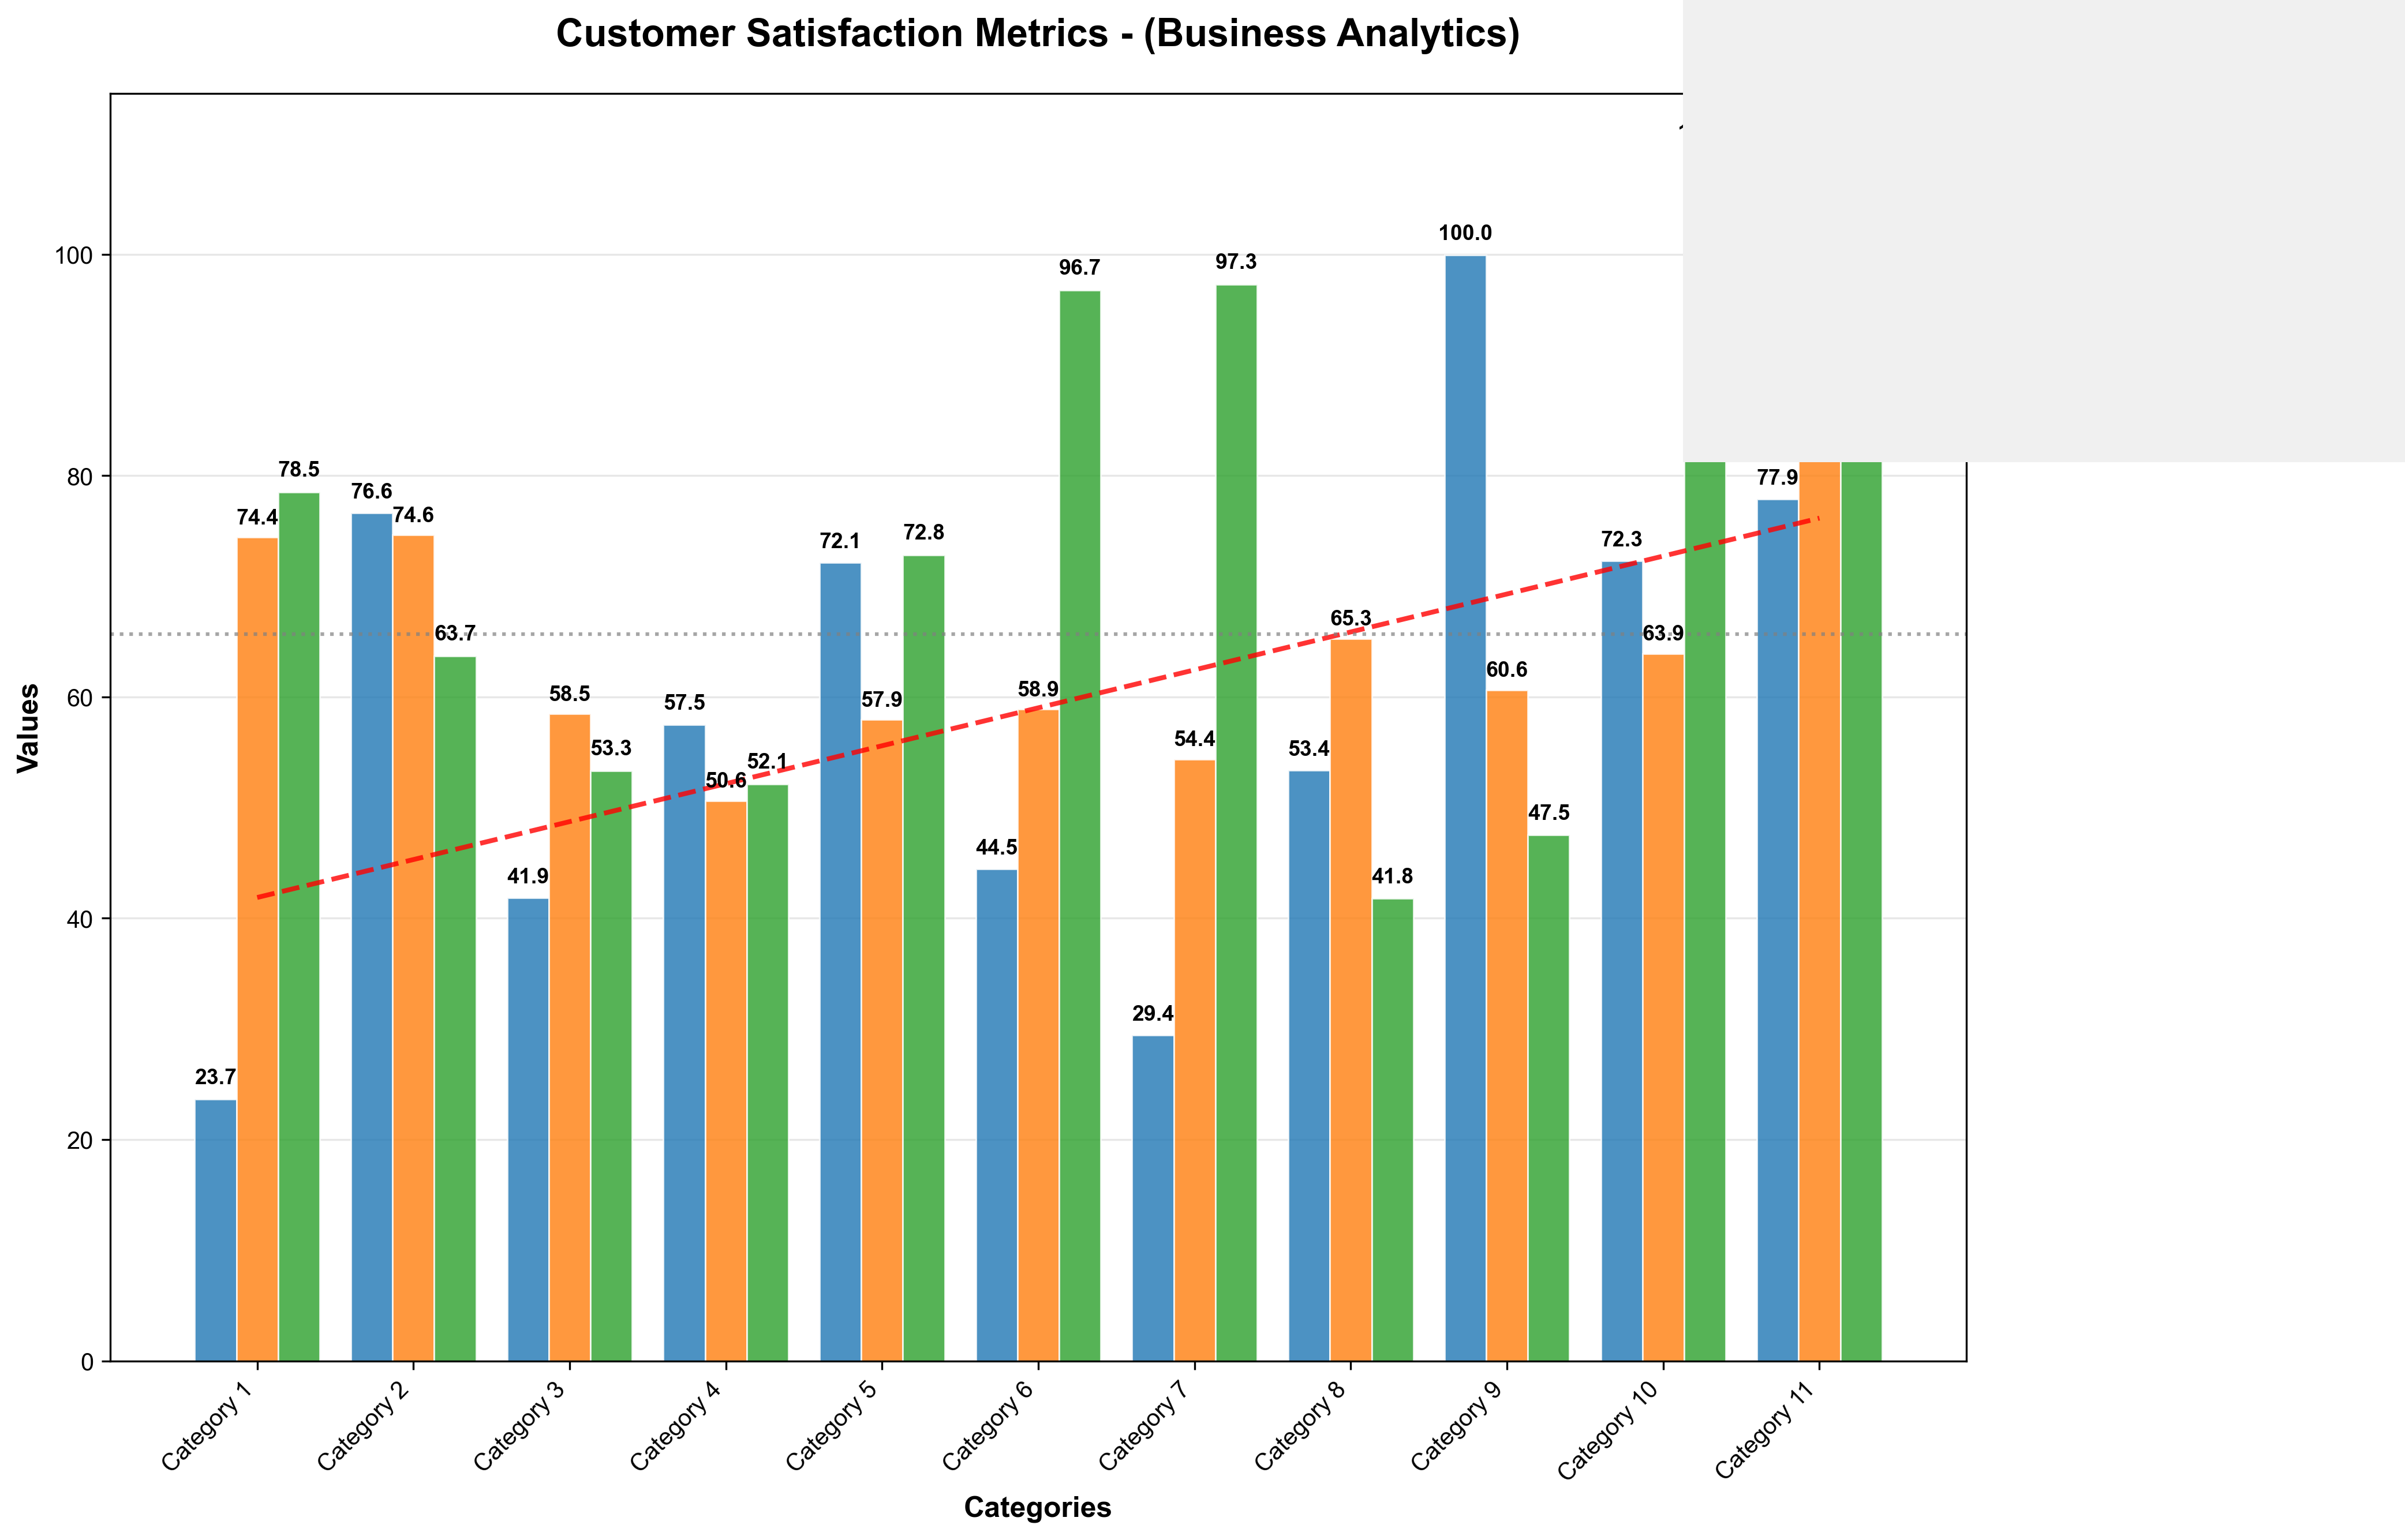 Customer Satisfaction Metrics - (Business Analytics)
100.0
96.7
97.3
100
78.5
80
76.6
77.9
74.4
74.6
72.1
72.8
72.3
65.3
63.7
63.9
60.6
60
58.5
57.5
57.9
58.9
53.3
52.1
50.6
54.4
53.4
47.5
44.5
41.9
41.8
40
29.4
23.7
20
0
Values
Category 1
Category 2
Category 3
Category 4
Category 5
Category 6
Category 7
Category 8
Category 9
Category 10
Category 11
Categories